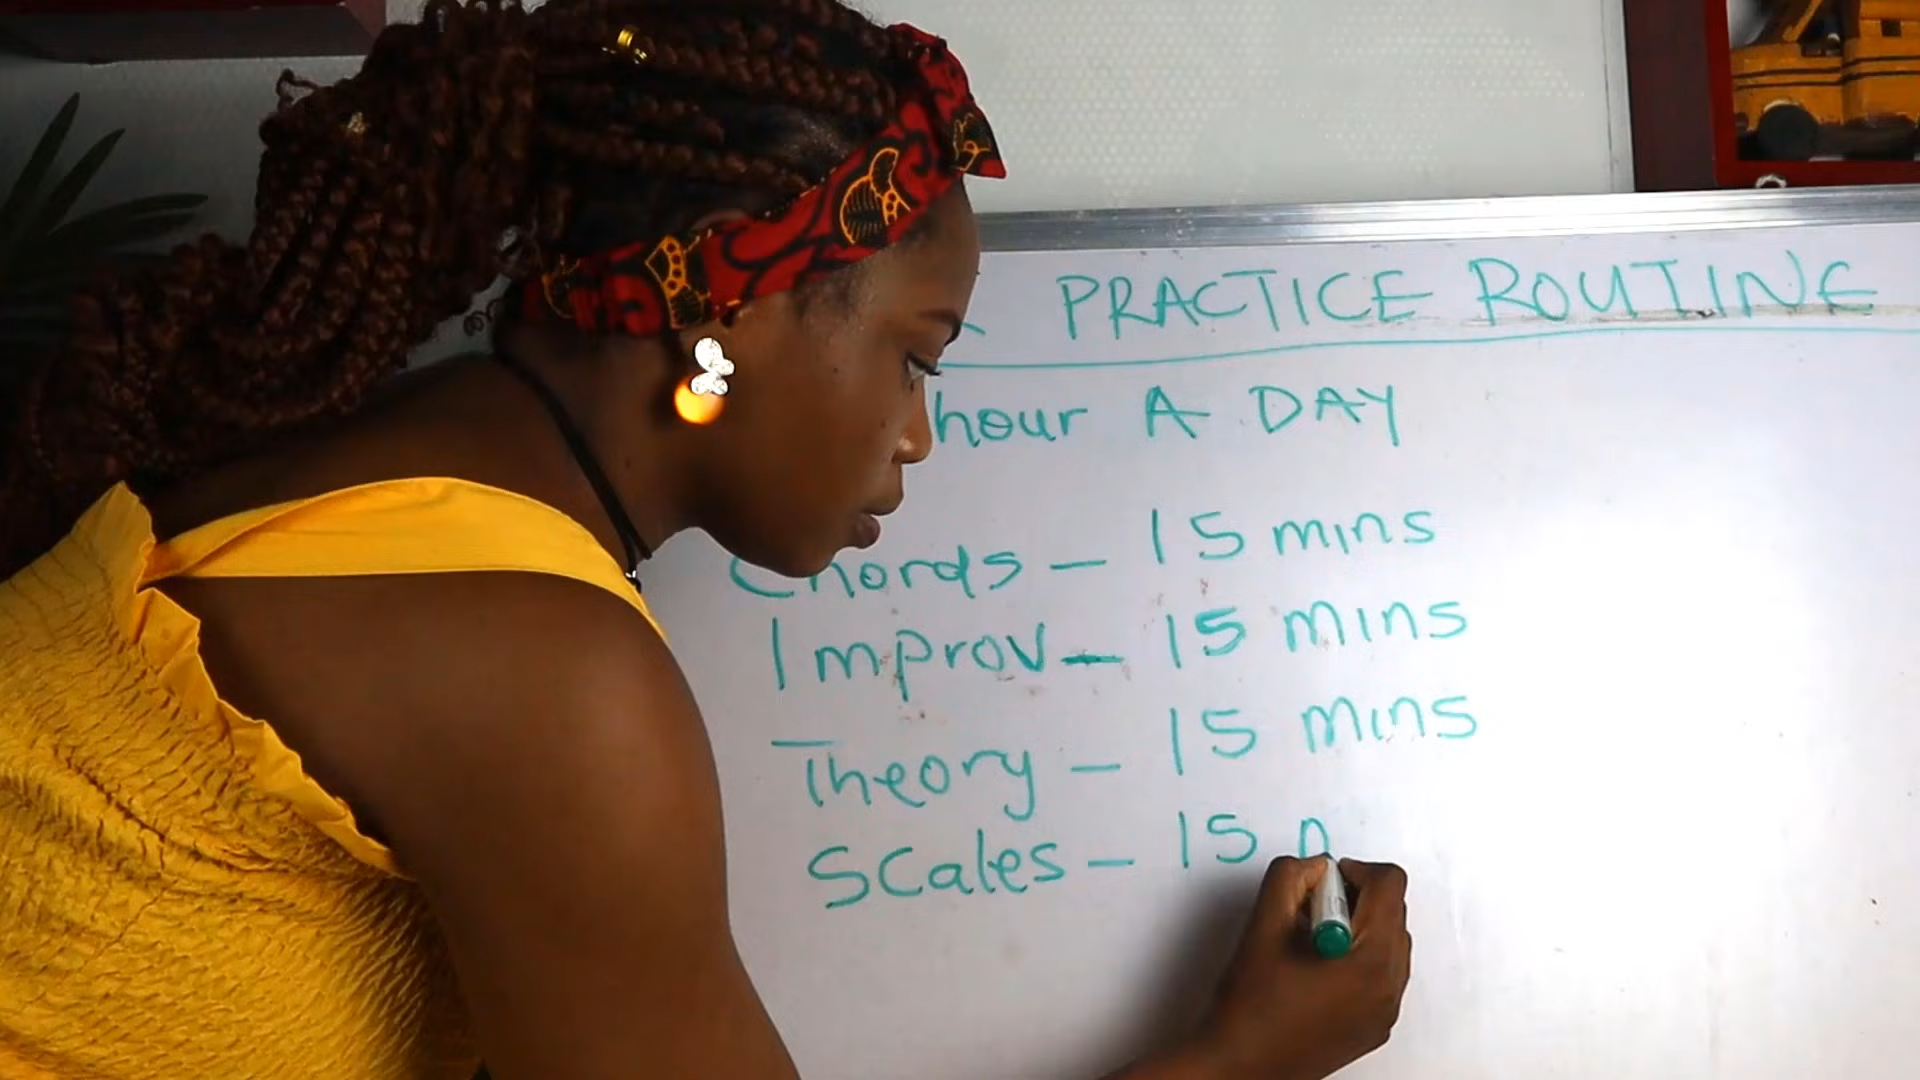 PRACTICE ROUTINE
hour A DAY
Chords - 15 mins
Improv - 15 mins
Theory - 15 mins
Scales - 15